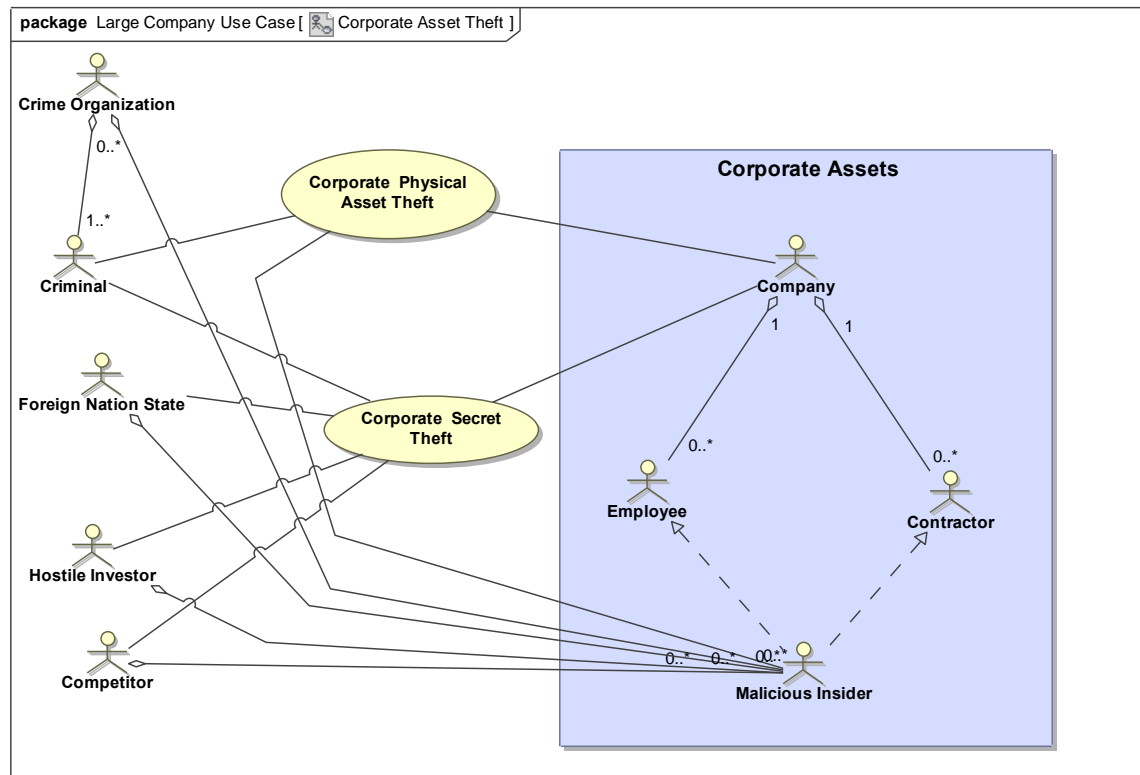 package Large Company Use Case [ Corporate Asset Theft ]
Crime Organization
0..*
1..*
Criminal
Corporate Physical
Asset Theft
Corporate Assets
Company
1
1
Foreign Nation State
Corporate Secret
Theft
0..*
0..*
Employee
Contractor
Hostile Investor
Competitor
0..*
0..*
0..*
0..*
Malicious Insider